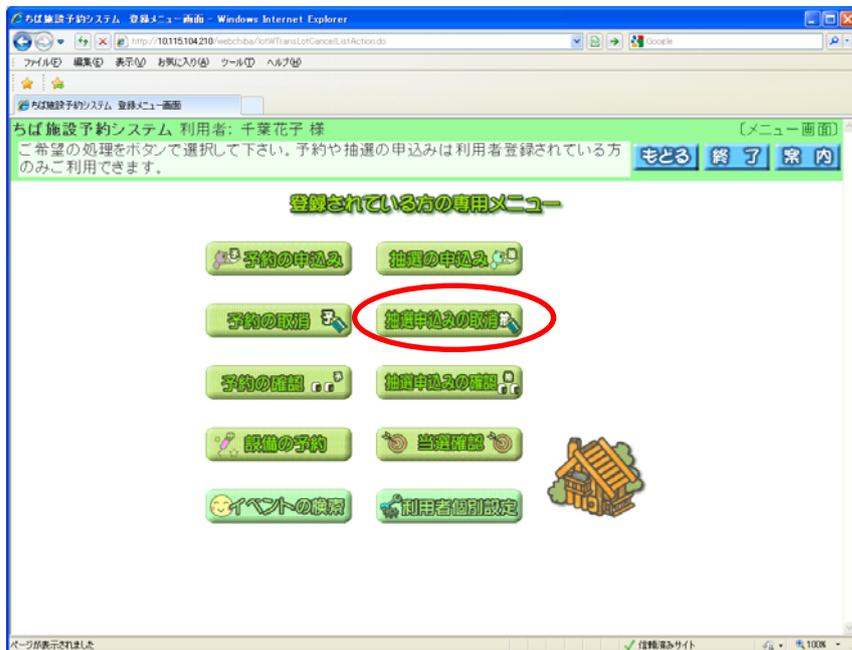 ちば施設予約システム 登録メニュー画面 - Windows Internet Explorer
http://10.115.104.210/webchiba/lotWTransLotCancelListAction.do
Google
ファイル(F) 編集(E) 表示(V) お気に入り(A) ツール(T) ヘルプ(H)
ちば施設予約システム 登録メニュー画面
ちば施設予約システム 利用者: 千葉花子 様
〔メニュー画面〕
ご希望の処理をボタンで選択して下さい。予約や抽選の申込みは利用者登録されている方
のみご利用できます。
もどる 終了 案内
登録されている方の専用メニュー
予約の申込み 抽選の申込み
予約の取消 抽選申込みの取消
予約の確認 抽選申込みの確認
設備の予約 当選確認
イベントの検索 利用者個別設定
ページが表示されました
信頼済みサイト
100%